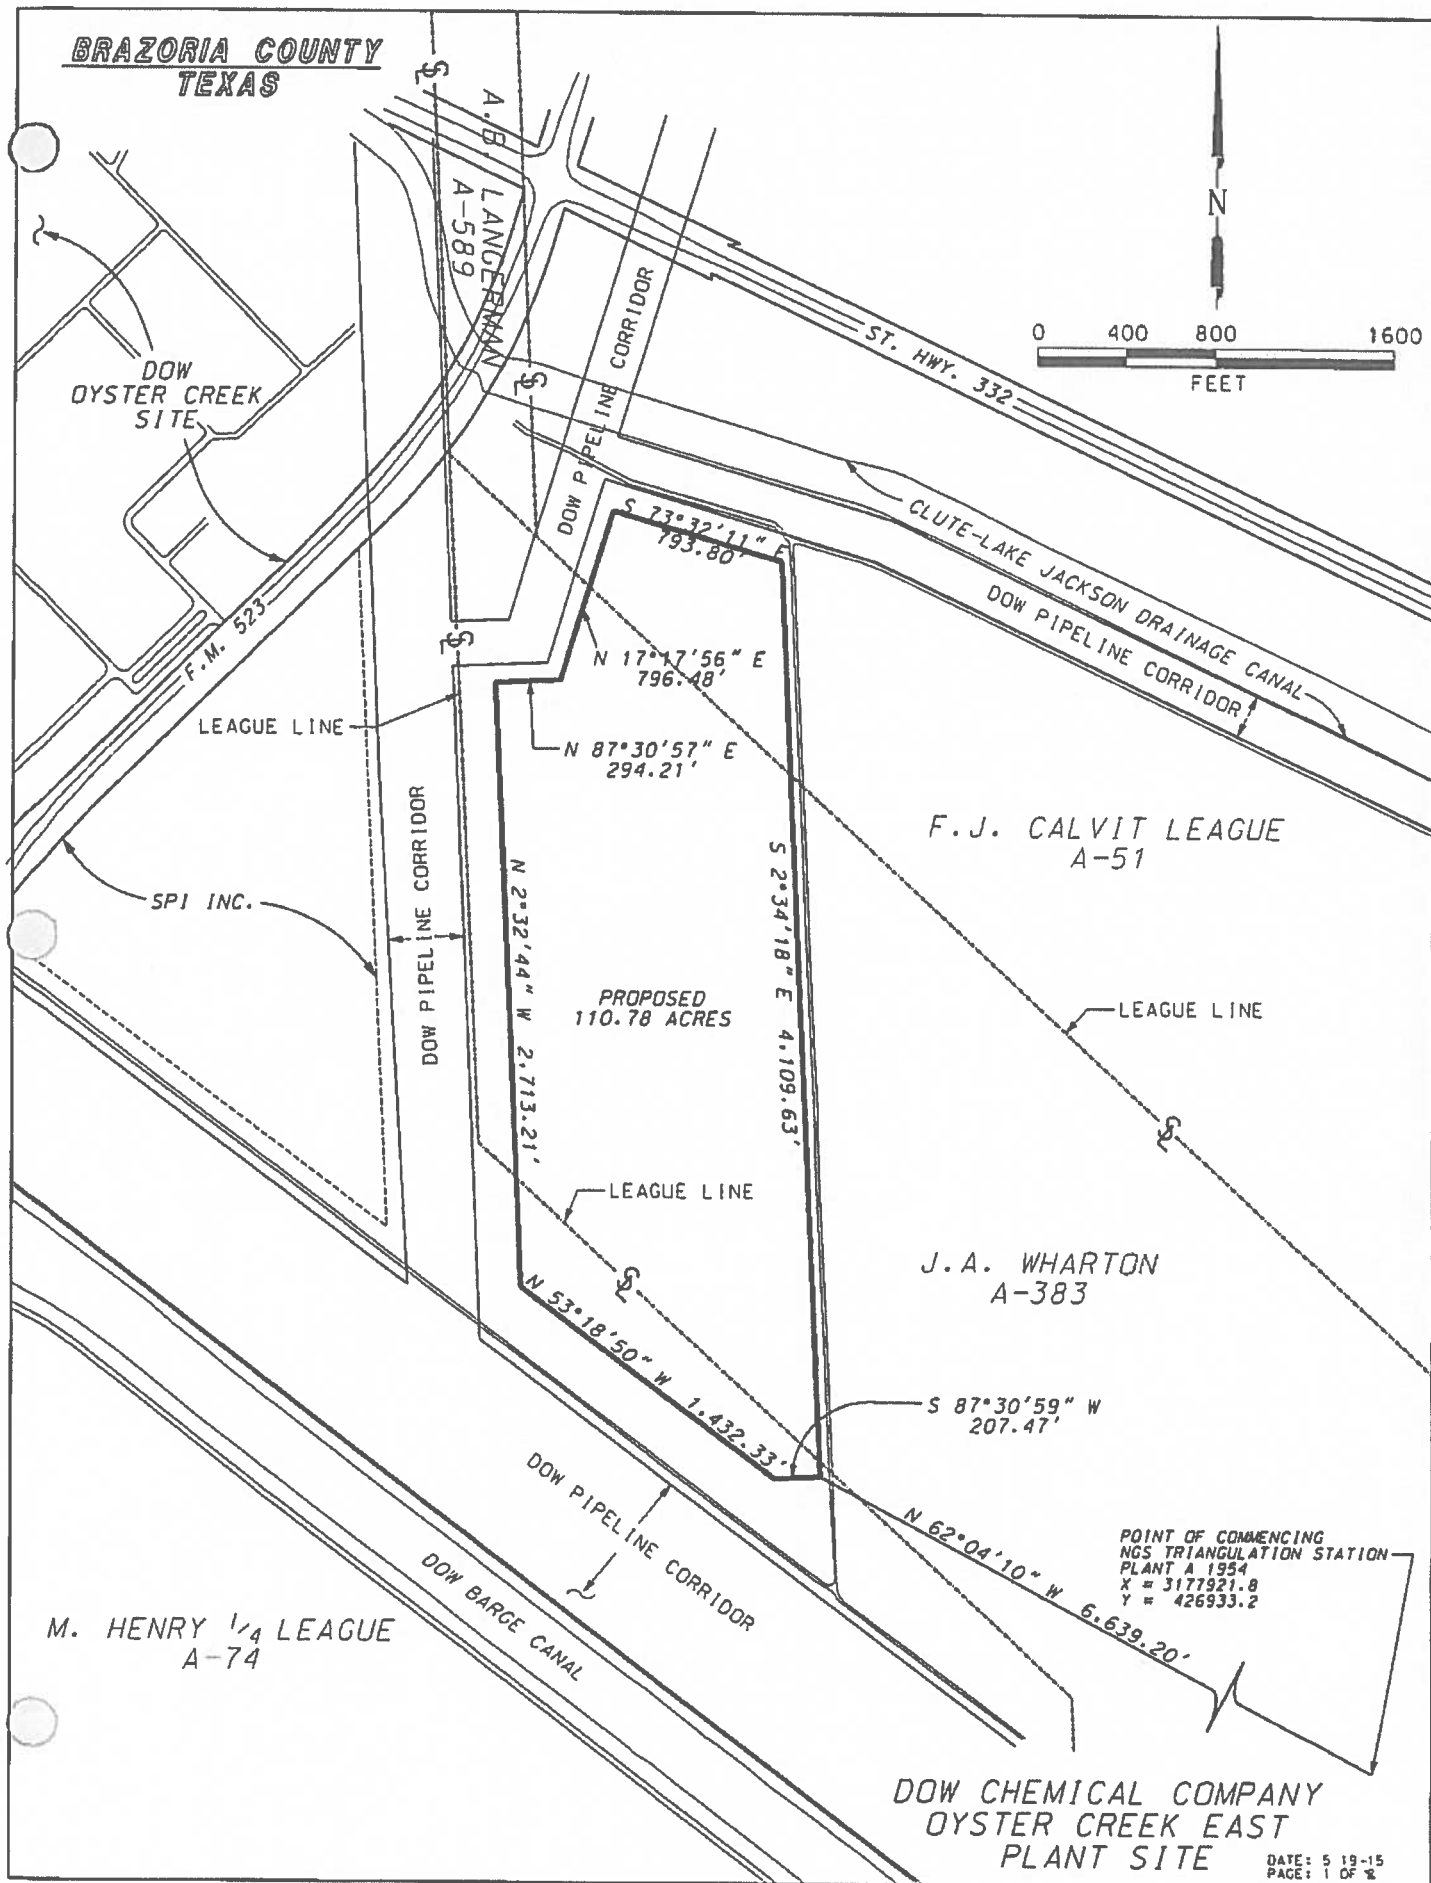 BRAZORIA COUNTY
TEXAS
A.B. LANGERMAN
A-589
N
0 400 800 1600
FEET
ST. HWY. 332
DOW
OYSTER CREEK
SITE
DOW PIPELINE CORRIDOR
CLUTE-LAKE JACKSON DRAINAGE CANAL
DOW PIPELINE CORRIDOR
S 73°32'11" E
793.80'
F.M. 523
N 17°17'56" E
796.48'
LEAGUE LINE
N 87°30'57" E
294.21'
F.J. CALVIT LEAGUE
A-51
DOW PIPELINE CORRIDOR
SPI INC.
N 2°32'44" W 2,713.21'
S 2°34'18" E 4,109.63'
PROPOSED
110.78 ACRES
LEAGUE LINE
LEAGUE LINE
J.A. WHARTON
A-383
N 53°18'50" W 1,432.33'
S 87°30'59" W
207.47'
DOW PIPELINE CORRIDOR
N 62°04'10" W 6,639.20'
POINT OF COMMENCING
NGS TRIANGULATION STATION
PLANT A 1954
X = 3177921.8
Y = 426933.2
DOW BARGE CANAL
M. HENRY 1/4 LEAGUE
A-74
DOW CHEMICAL COMPANY
OYSTER CREEK EAST
PLANT SITE
DATE: 5-19-15
PAGE: 1 OF